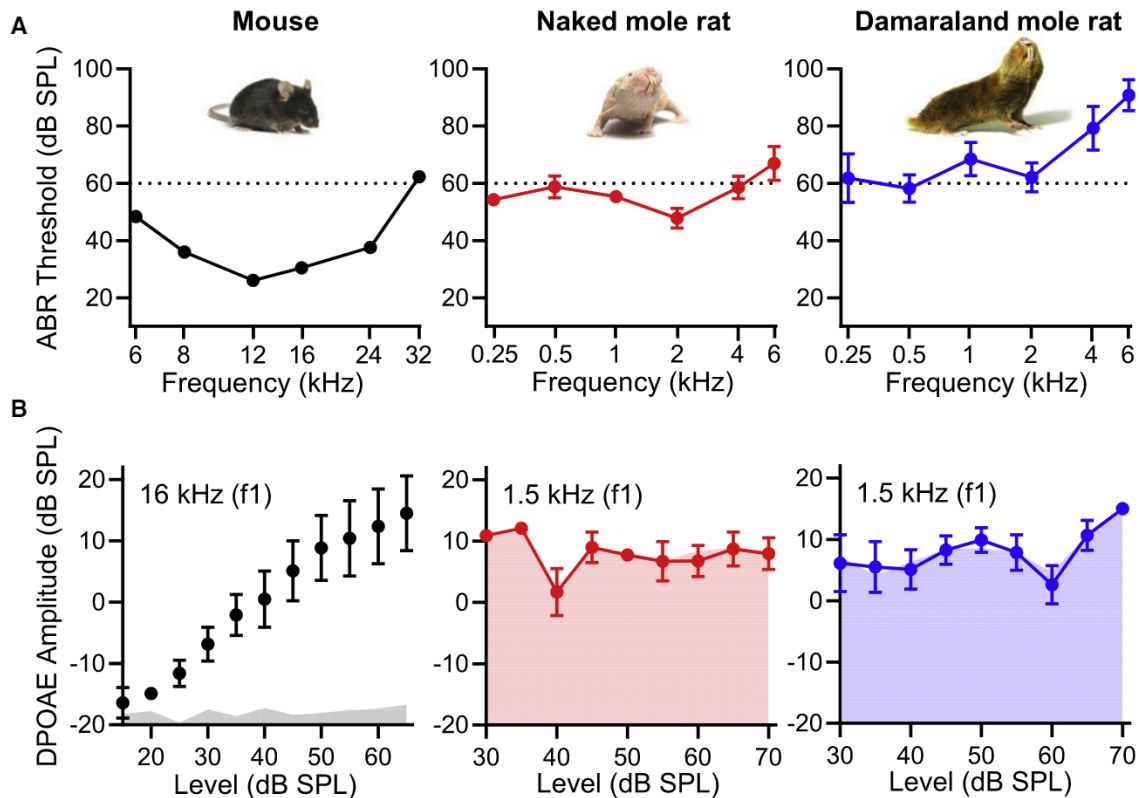 A
Mouse
Naked mole rat
Damaraland mole rat
ABR Threshold (dB SPL)
100
80
60
40
20
6 8 12 16 24 32
Frequency (kHz)
100
80
60
40
20
0.25 0.5 1 2 4 6
Frequency (kHz)
100
80
60
40
20
0.25 0.5 1 2 4 6
Frequency (kHz)
B
DPOAE Amplitude (dB SPL)
16 kHz (f1)
20
10
0
-10
-20
20 30 40 50 60
Level (dB SPL)
1.5 kHz (f1)
20
10
0
-10
-20
30 40 50 60 70
Level (dB SPL)
1.5 kHz (f1)
20
10
0
-10
-20
30 40 50 60 70
Level (dB SPL)